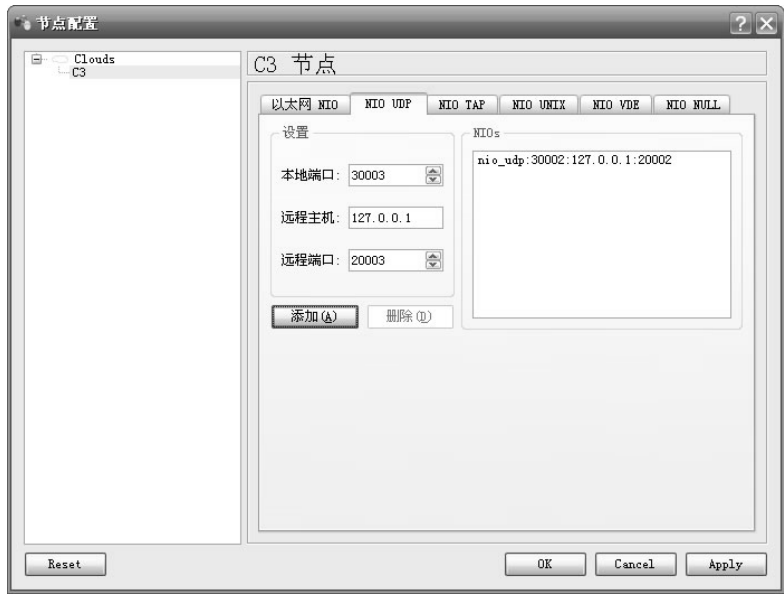 节点配置
Clouds
C3
C3 节点
以太网 NIO
NIO UDP
NIO TAP
NIO UNIX
NIO VDE
NIO NULL
设置
NIOs
本地端口: 30003
nio_udp:30002:127.0.0.1:20002
远程主机: 127.0.0.1
远程端口: 20003
添加(A)
删除(D)
Reset
OK
Cancel
Apply